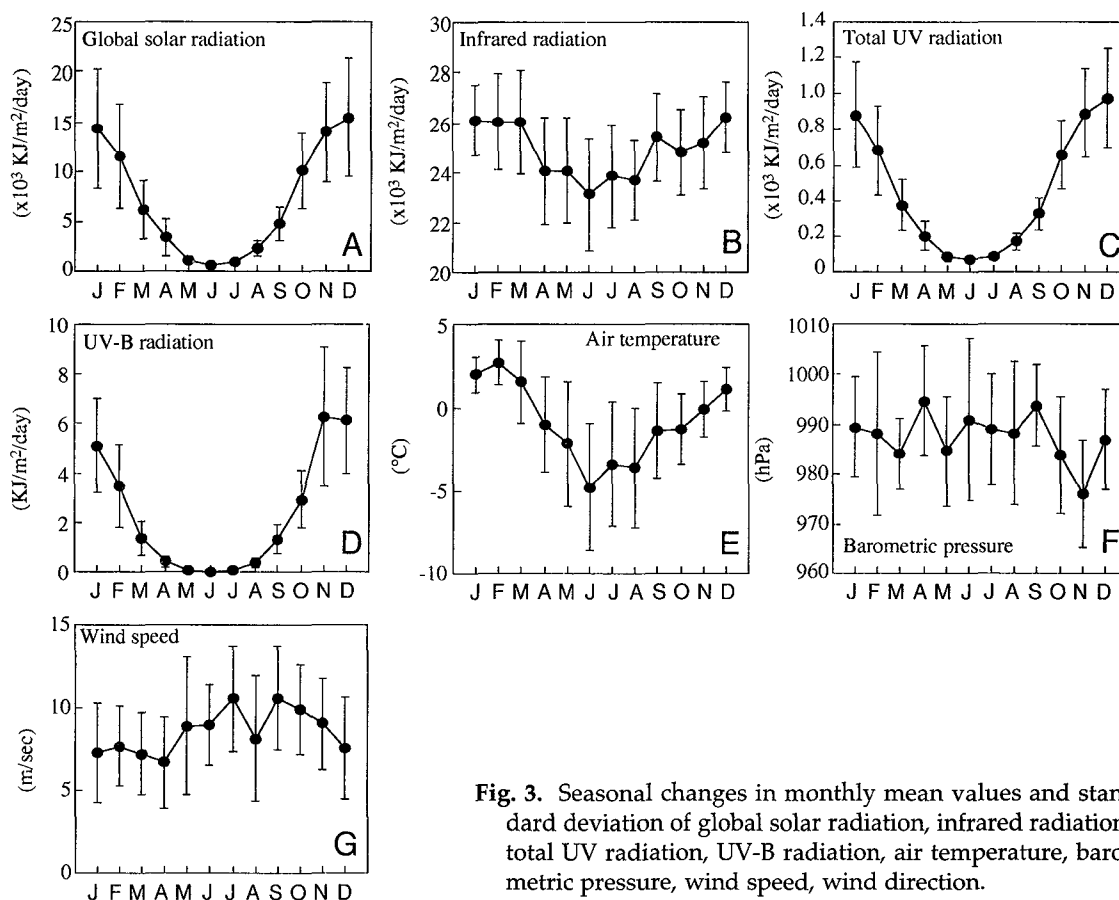 Global solar radiation
(x10³ KJ/m²/day)
25
20
15
10
5
0
A
J F M A M J J A S O N D
Infrared radiation
(x10³ KJ/m²/day)
30
28
26
24
22
20
B
J F M A M J J A S O N D
Total UV radiation
(x10³ KJ/m²/day)
1.4
1.2
1.0
0.8
0.6
0.4
0.2
0
C
J F M A M J J A S O N D
UV-B radiation
(KJ/m²/day)
10
8
6
4
2
0
D
J F M A M J J A S O N D
Air temperature
(°C)
5
0
-5
-10
E
J F M A M J J A S O N D
Barometric pressure
(hPa)
1010
1000
990
980
970
960
F
J F M A M J J A S O N D
Wind speed
(m/sec)
15
10
5
0
G
J F M A M J J A S O N D
Fig. 3. Seasonal changes in monthly mean values and stan-
dard deviation of global solar radiation, infrared radiation
total UV radiation, UV-B radiation, air temperature, baro
metric pressure, wind speed, wind direction.